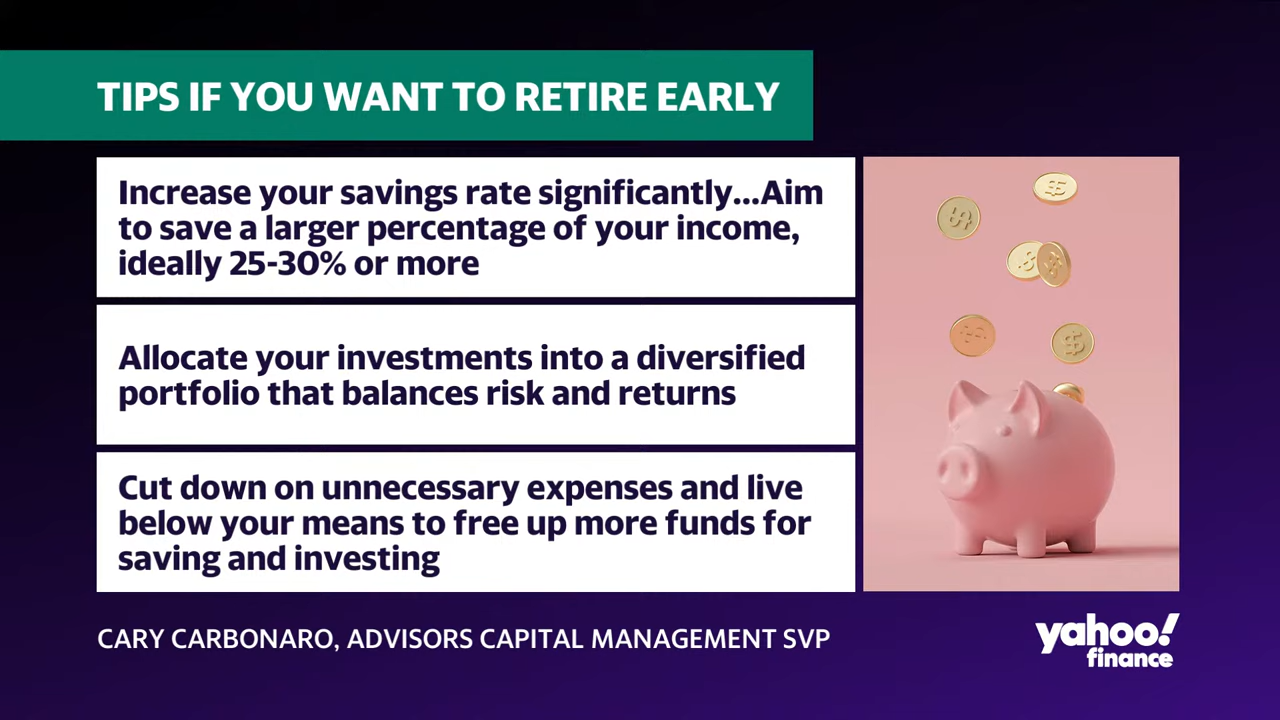 TIPS IF YOU WANT TO RETIRE EARLY
Increase your savings rate significantly...Aim
to save a larger percentage of your income,
ideally 25-30% or more
Allocate your investments into a diversified
portfolio that balances risk and returns
Cut down on unnecessary expenses and live
below your means to free up more funds for
saving and investing
CARY CARBONARO, ADVISORS CAPITAL MANAGEMENT SVP
yahoo!
finance